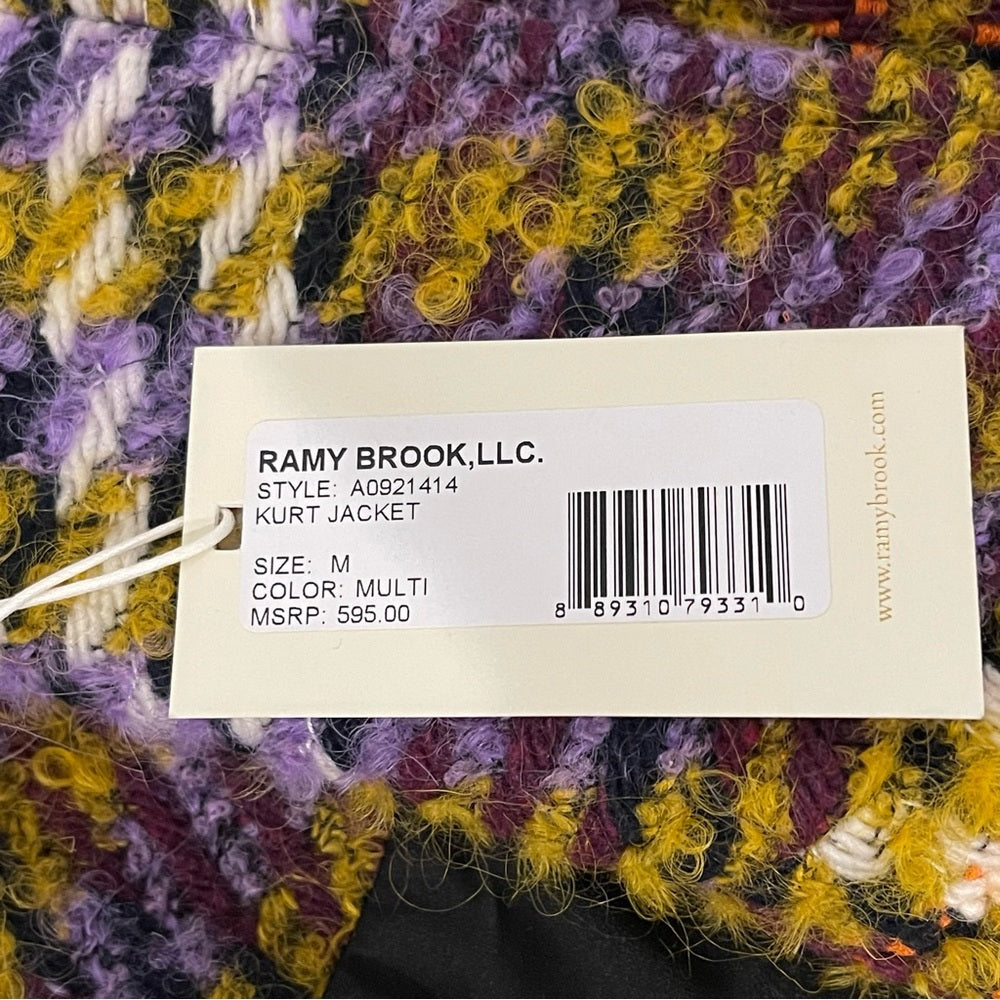 RAMY BROOK,LLC.
STYLE: A0921414
KURT JACKET
SIZE: M
COLOR: MULTI
MSRP: 595.00
8 89310 79331 0
www.ramybrook.com